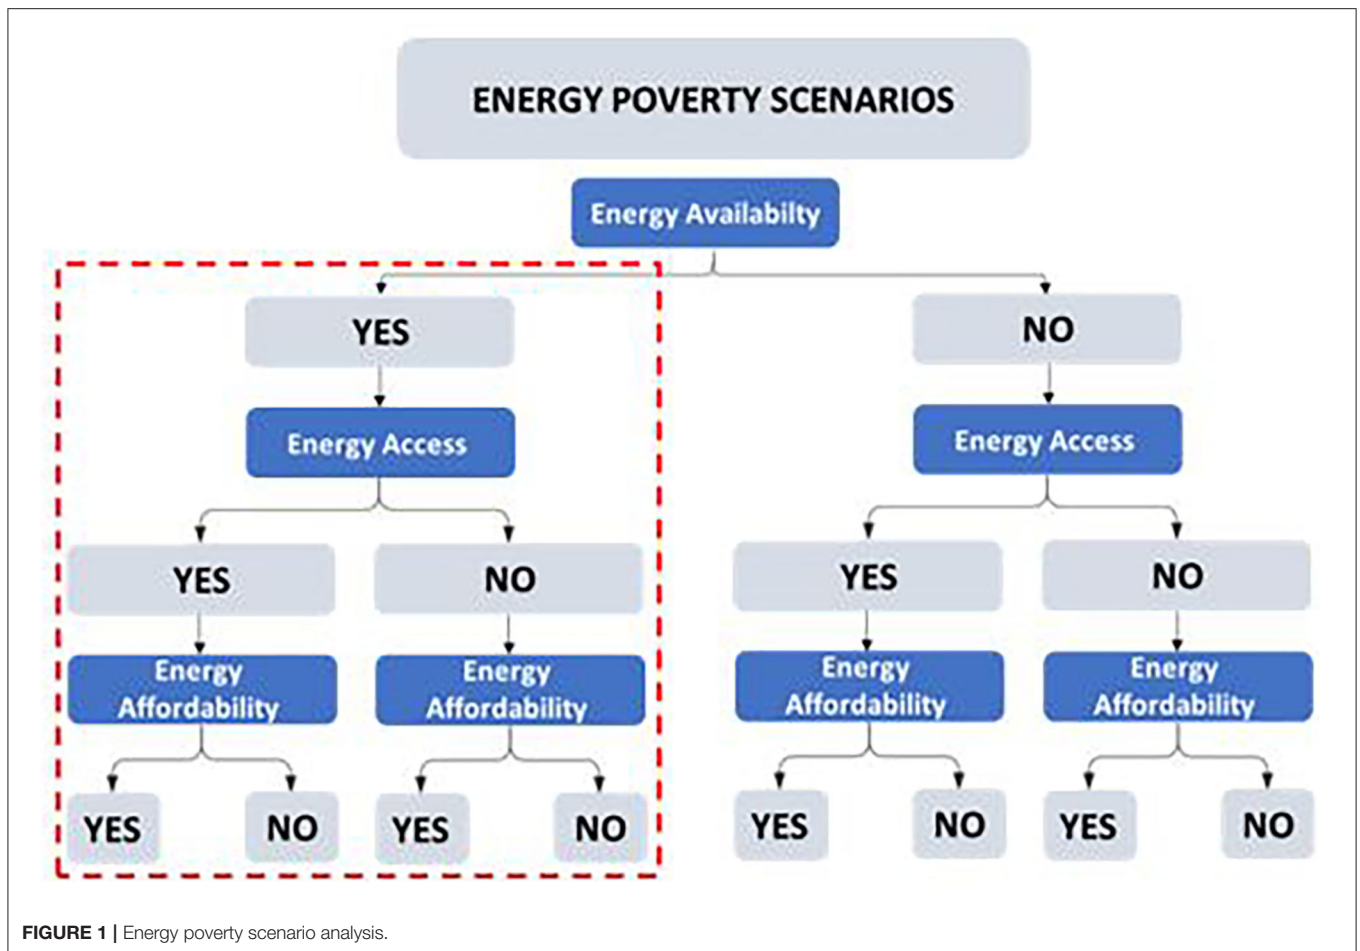 ENERGY POVERTY SCENARIOS
Energy Availabilty
YES
NO
Energy Access
Energy Access
YES
NO
YES
NO
Energy
Affordability
Energy
Affordability
Energy
Affordability
Energy
Affordability
YES
NO
YES
NO
YES
NO
YES
NO
FIGURE 1 | Energy poverty scenario analysis.